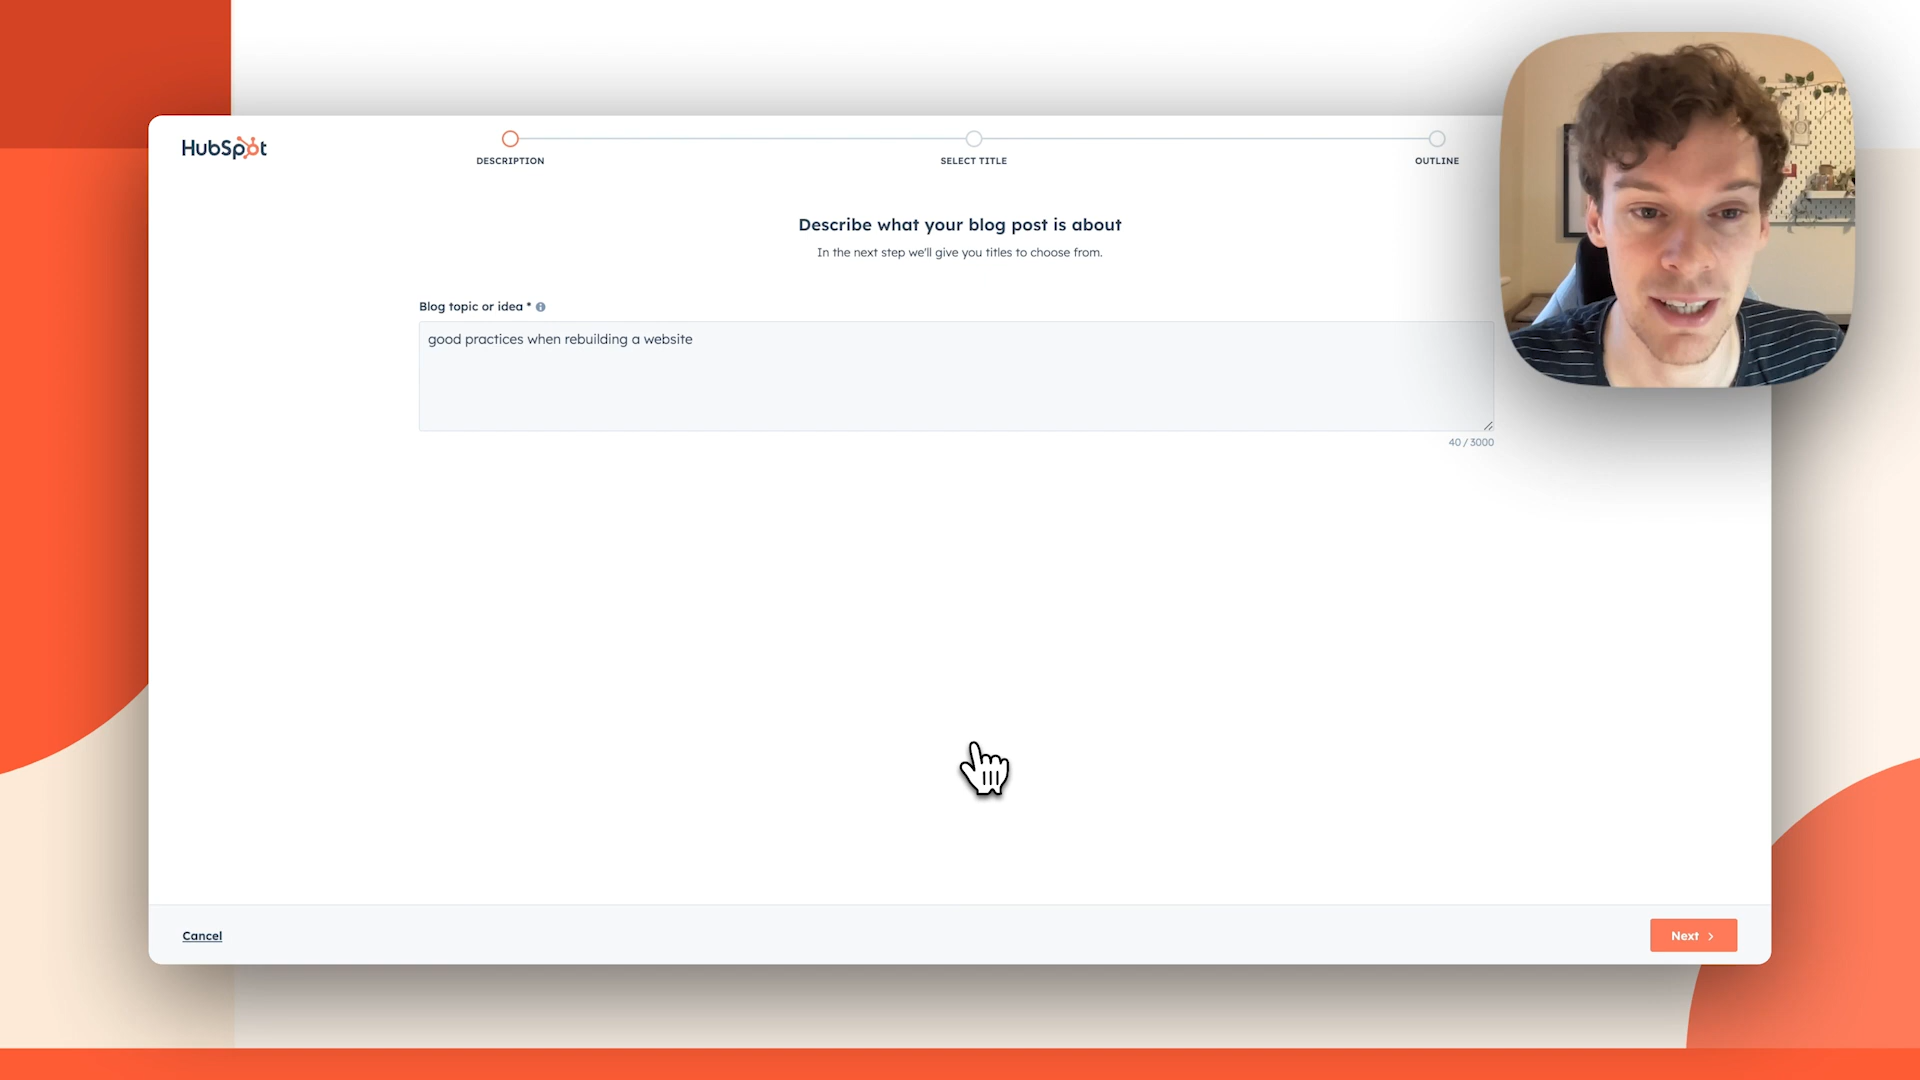 HubSpot
DESCRIPTION
SELECT TITLE
OUTLINE
Describe what your blog post is about
In the next step we'll give you titles to choose from.
Blog topic or idea *
good practices when rebuilding a website
40 / 3000
Cancel
Next